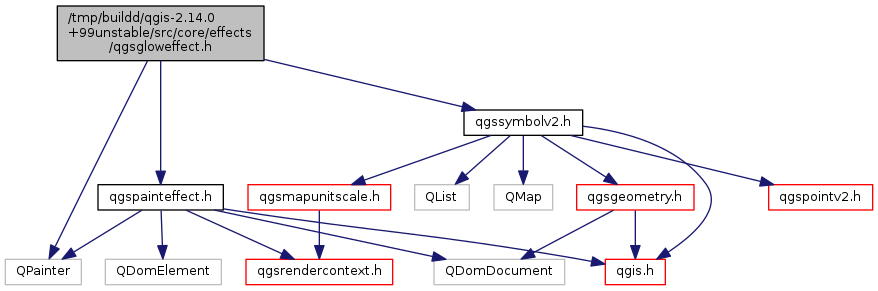 /tmp/buildd/qgis-2.14.0
+99unstable/src/core/effects
/qgsgloweffect.h
qgssymbolv2.h
qgspainteffect.h
qgsmapunitscale.h
QList
QMap
qgsgeometry.h
qgspointv2.h
QPainter
QDomElement
qgsrendercontext.h
QDomDocument
qgis.h